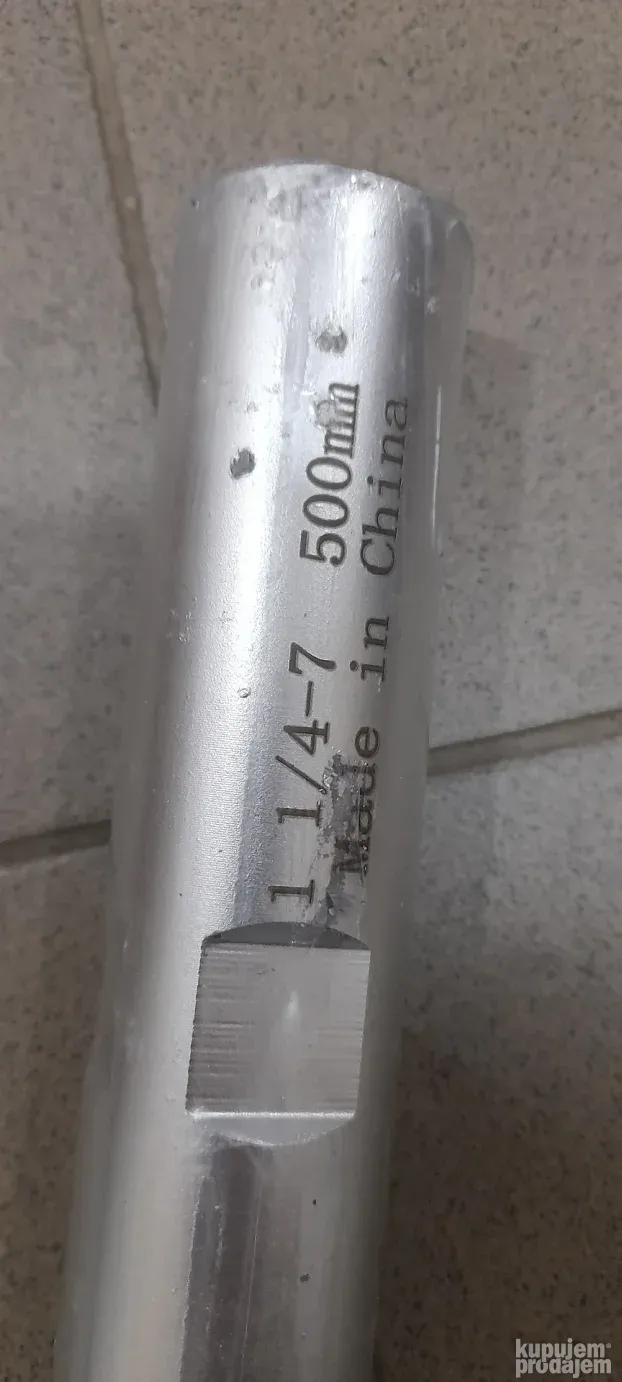 1 1/4-7 500mm
Made in China
kupujem
prodajem